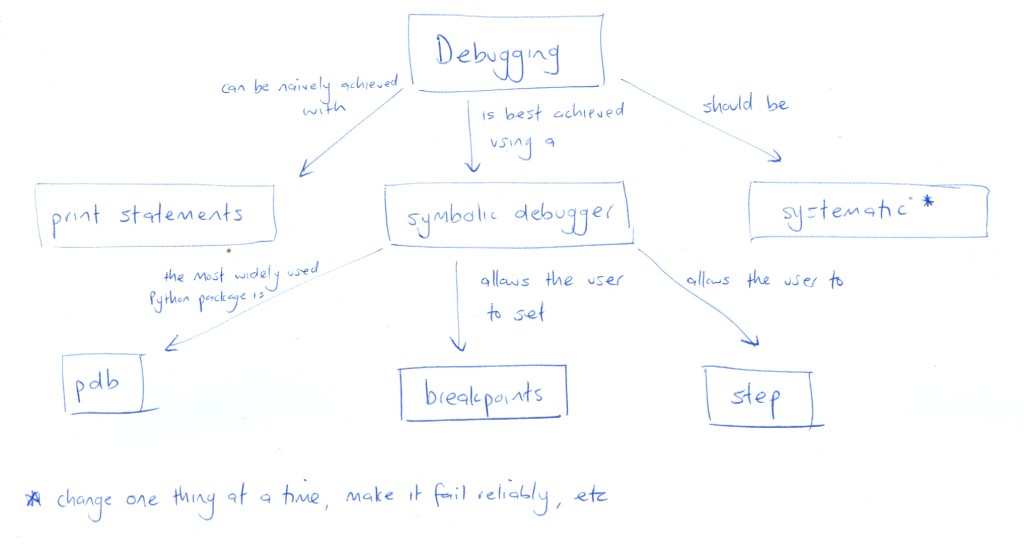 Debugging
can be naively achieved
with
is best achieved
using a
should be
print statements
symbolic debugger
systematic *
the most widely used
Python package is
allows the user
to set
allows the user to
pdb
breakpoints
step
* change one thing at a time, make it fail reliably, etc